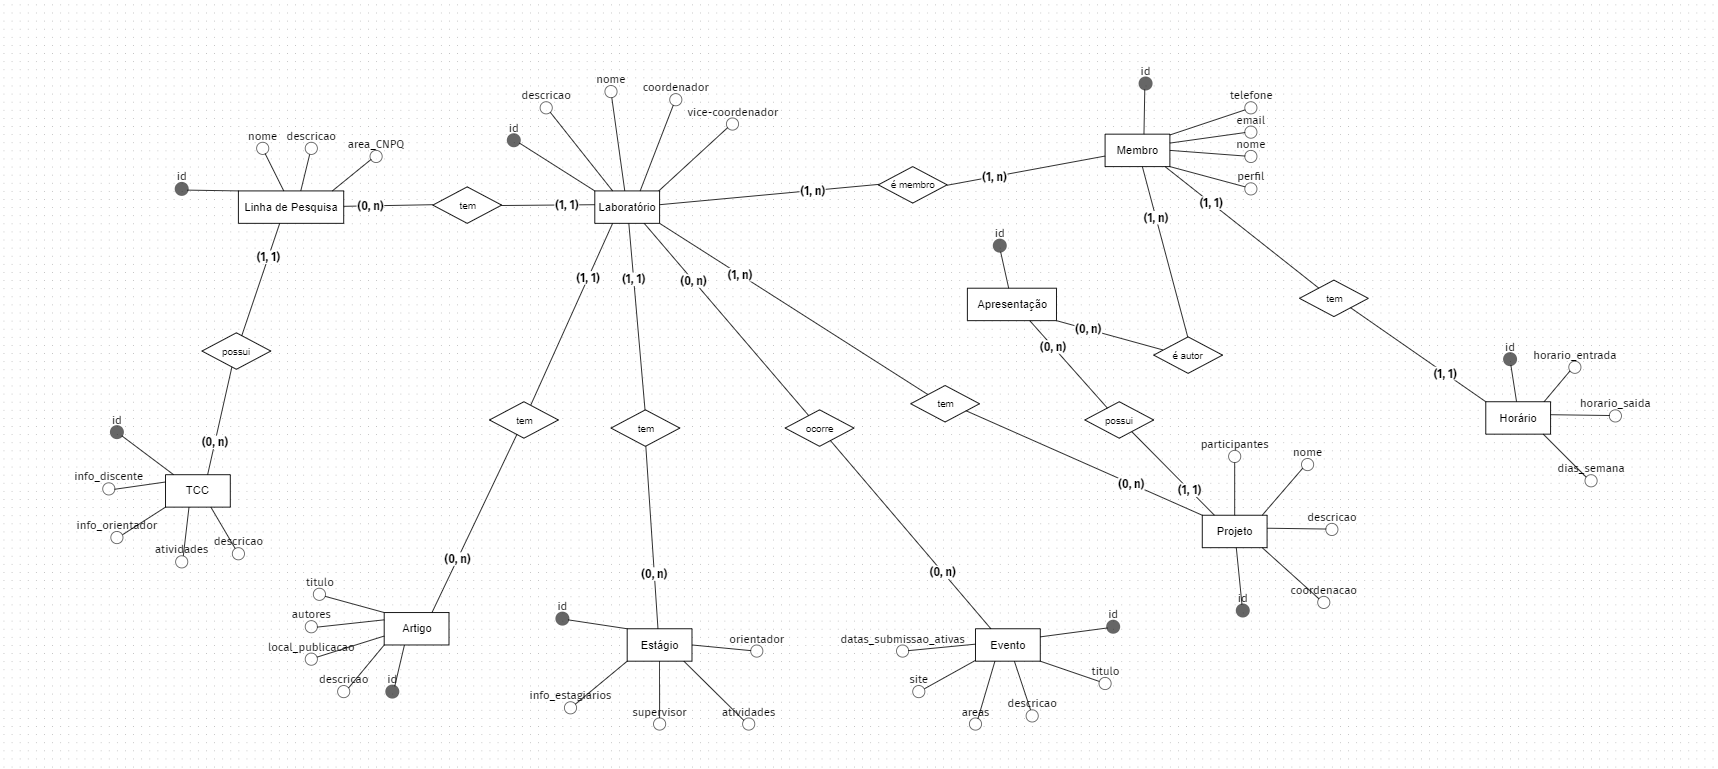 id
nome
descricao
area_CNPQ
Linha de Pesquisa
(0, n)
tem
(1, 1)
id
descricao
nome
coordenador
vice-coordenador
Laboratório
(1, n)
é membro
(1, n)
id
telefone
email
nome
perfil
Membro
(1, 1)
(1, n)
(1, 1)
(1, 1)
(1, 1)
(0, n)
(1, n)
id
Apresentação
(0, n)
(0, n)
é autor
tem
(1, 1)
possui
(0, n)
id
info_discente
info_orientador
atividades
descricao
TCC
tem
tem
ocorre
tem
possui
(1, 1)
(0, n)
id
horario_entrada
horario_saida
dias_semana
Horário
participantes
nome
descricao
coordenacao
id
Projeto
(0, n)
(0, n)
(0, n)
titulo
autores
local_publicacao
descricao
id
Artigo
id
orientador
info_estagiarios
supervisor
atividades
Estágio
datas_submissao_ativas
site
areas
descricao
titulo
id
Evento